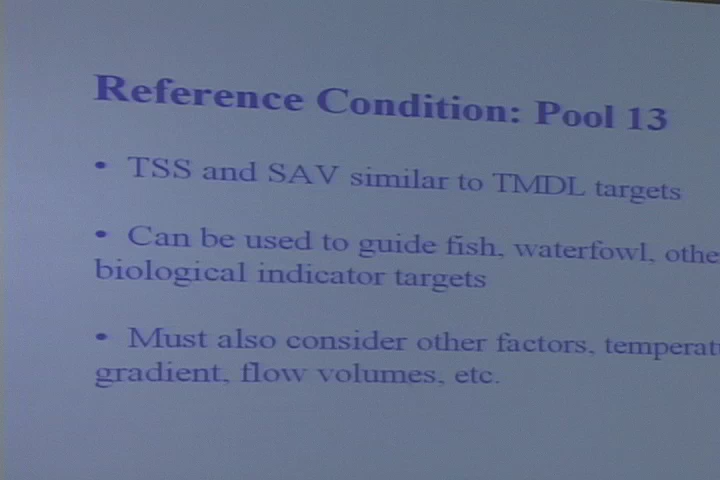 Reference Condition: Pool 13
• TSS and SAV similar to TMDL targets
• Can be used to guide fish, waterfowl, othe
biological indicator targets
• Must also consider other factors, temperat
gradient, flow volumes, etc.